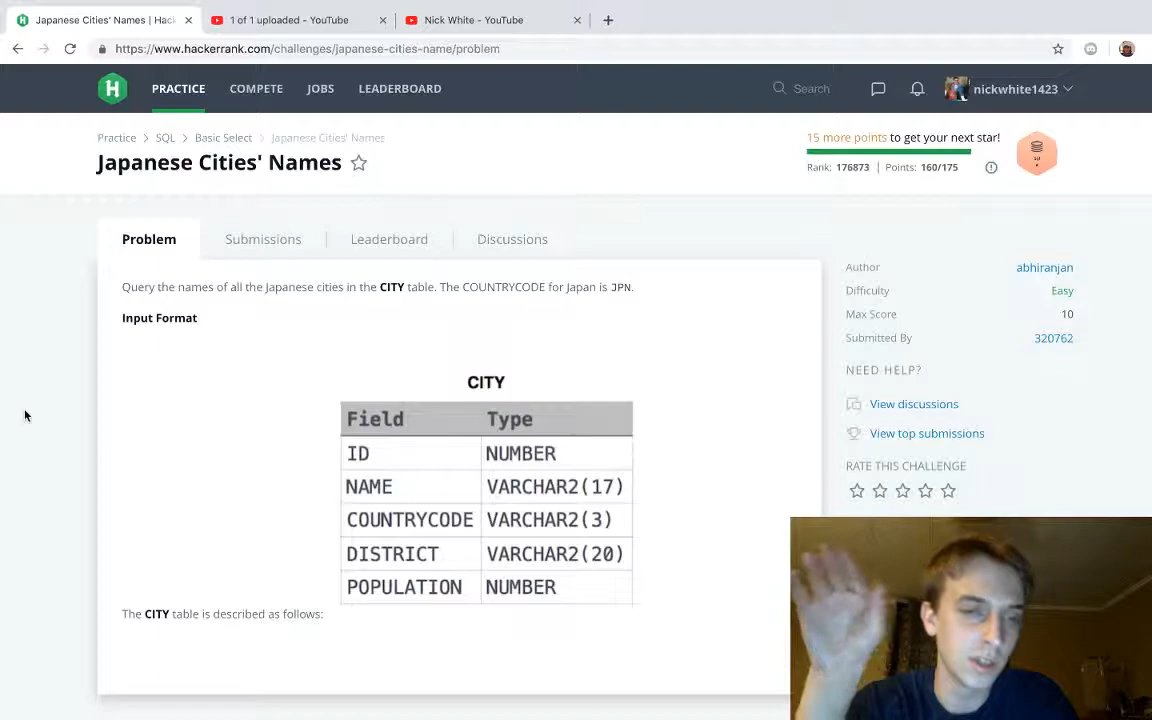 Japanese Cities' Names | Hack
1 of 1 uploaded - YouTube
Nick White - YouTube
https://www.hackerrank.com/challenges/japanese-cities-name/problem
H
PRACTICE
COMPETE
JOBS
LEADERBOARD
Search
nickwhite1423
Practice > SQL > Basic Select > Japanese Cities' Names
15 more points to get your next star!
Japanese Cities' Names
Rank: 176873 | Points: 160/175
Problem
Submissions
Leaderboard
Discussions
Query the names of all the Japanese cities in the CITY table. The COUNTRYCODE for Japan is JPN.
Input Format
CITY
Field Type
ID NUMBER
NAME VARCHAR2(17)
COUNTRYCODE VARCHAR2(3)
DISTRICT VARCHAR2(20)
POPULATION NUMBER
The CITY table is described as follows:
Author abhiranjan
Difficulty Easy
Max Score 10
Submitted By 320762
NEED HELP?
View discussions
View top submissions
RATE THIS CHALLENGE